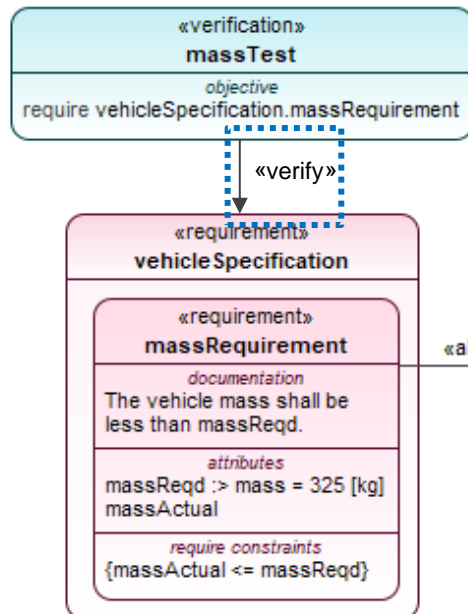 «verification»
massTest
objective
require vehicleSpecification.massRequirement
«verify»
«requirement»
vehicleSpecification
«requirement»
massRequirement
«a
documentation
The vehicle mass shall be
less than massReqd.
attributes
massReqd :> mass = 325 [kg]
massActual
require constraints
{massActual <= massReqd}